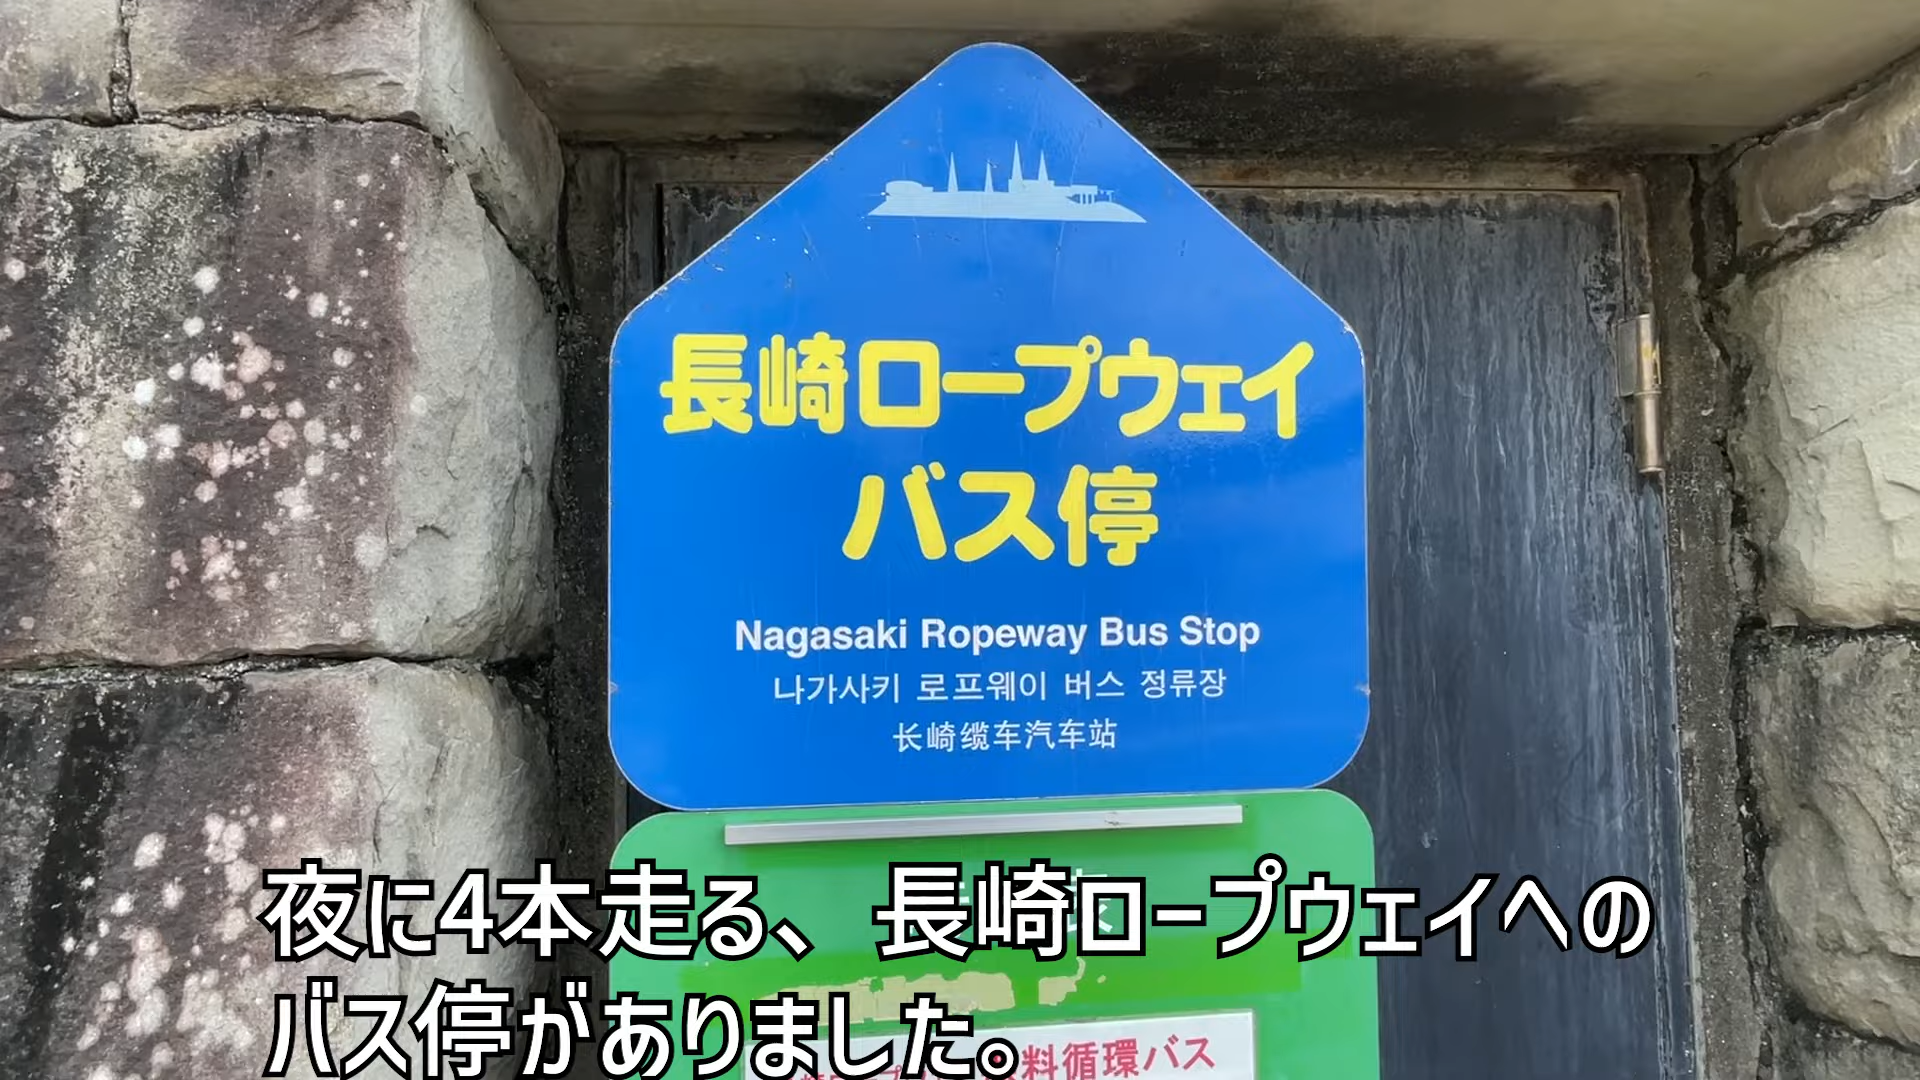 長崎ロープウェイ
バス停
Nagasaki Ropeway Bus Stop
나가사키 로프웨이 버스 정류장
长崎缆车汽车站
夜に4本走る、長崎ロープウェイへの
バス停がありました。
料循環バス